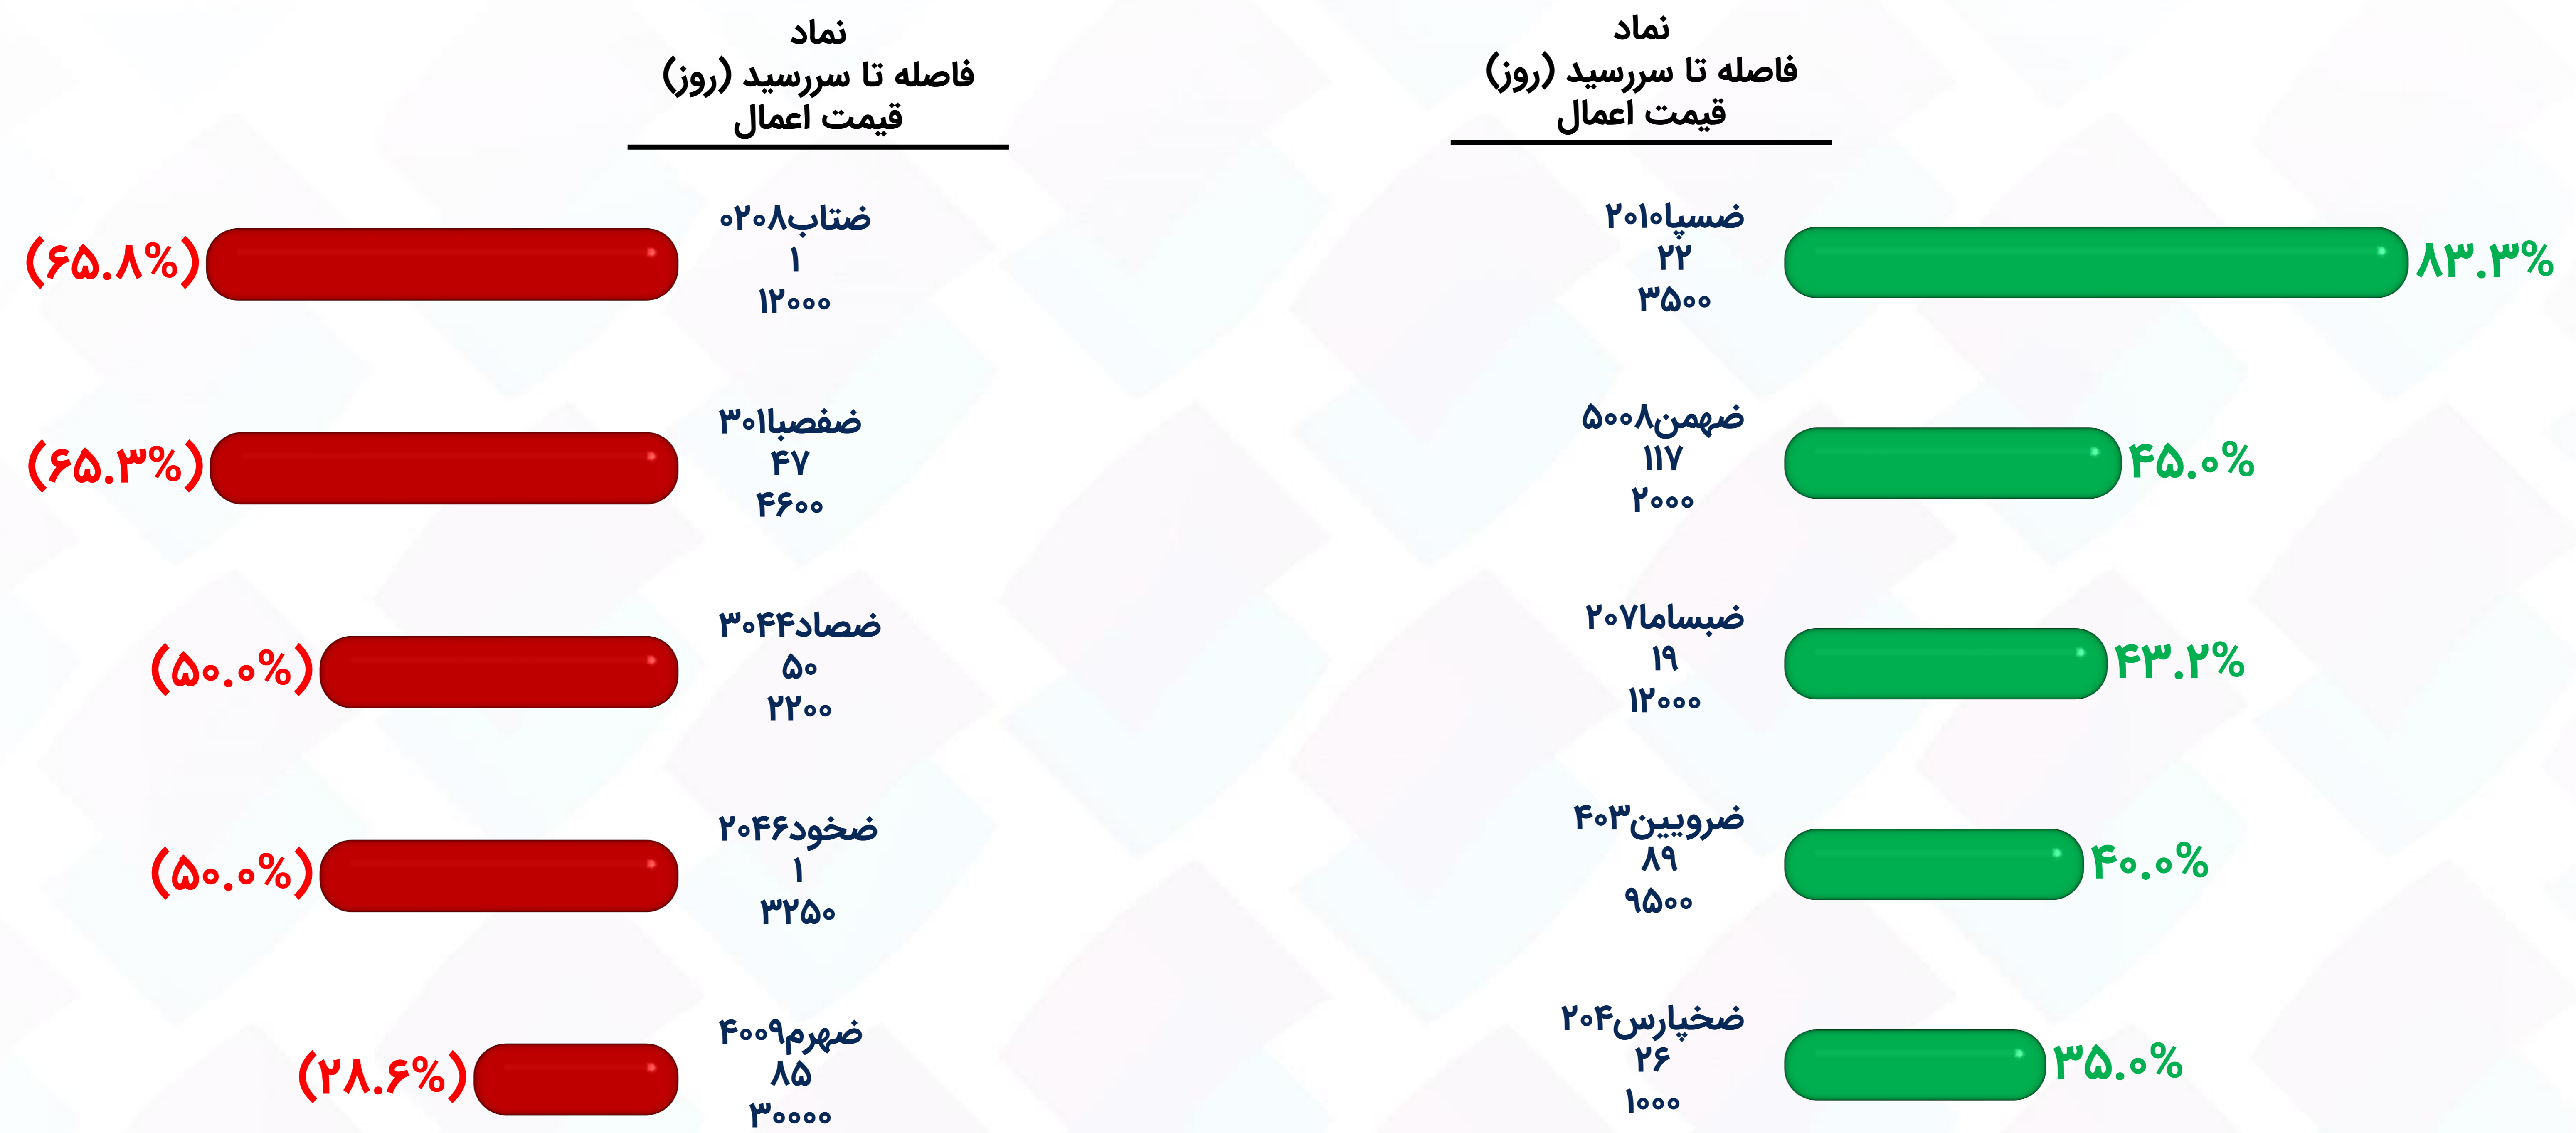 نماد
فاصله تا سررسید (روز)
قیمت اعمال
ضسپا۲۰۱۰
۲۲
۳۵۰۰
۸۳.۳%
ضهمن۵۰۰۸
۱۱۷
۲۰۰۰
۴۵.۰%
ضبساما۲۰۷
۱۹
۱۲۰۰۰
۴۳.۲%
ضرویین۴۰۳
۸۹
۹۵۰۰
۴۰.۰%
ضخپارس۲۰۴
۲۶
۱۰۰۰
۳۵.۰%
نماد
فاصله تا سررسید (روز)
قیمت اعمال
ضتاب۰۲۰۸
۱
۱۲۰۰۰
(۶۵.۸%)
ضفصبا۳۰۱
۴۷
۴۶۰۰
(۶۵.۳%)
ضصاد۳۰۴۴
۵۰
۲۲۰۰
(۵۰.۰%)
ضخود۲۰۴۶
۱
۳۲۵۰
(۵۰.۰%)
ضهرم۴۰۰۹
۸۵
۳۰۰۰۰
(۲۸.۶%)